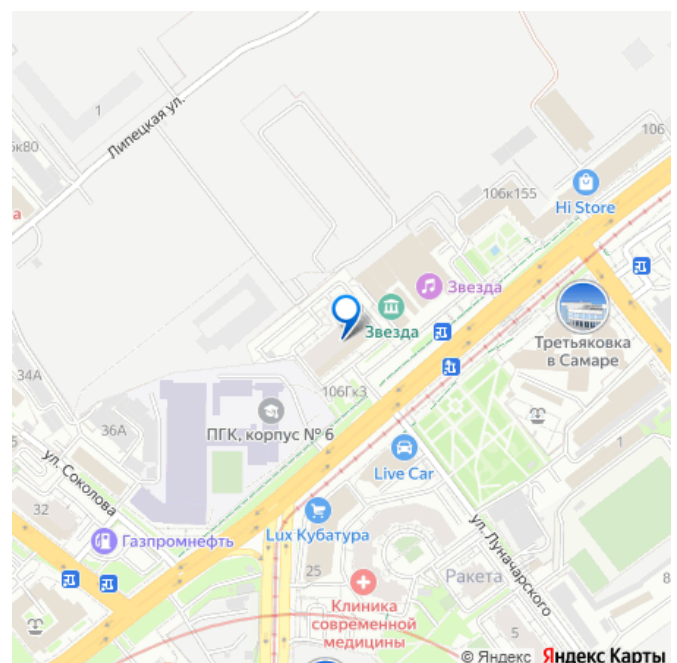 1
Липецкая ул.
106
106к155
Hi Store
к80
а
Звезда
Звезда
Третьяковка
в Самаре
34А
106Гк3
36А
ПГК, корпус № 6
Live Car
1
ул. Соколова
32
Газпромнефть
Lux Кубатура
ул. Луначарского
25
Ракета
8
Клиника
современной
медицины
5
© Яндекс Яндекс Карты